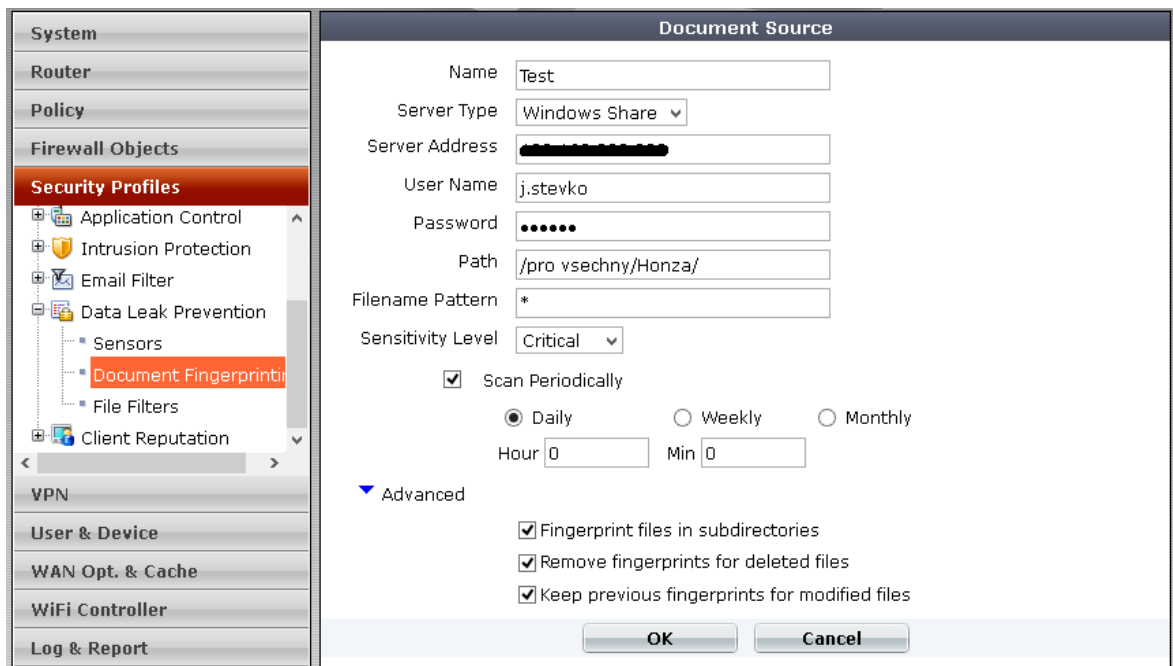 System
Router
Policy
Firewall Objects
Security Profiles
Application Control
Intrusion Protection
Email Filter
Data Leak Prevention
Sensors
Document Fingerprintin
File Filters
Client Reputation
VPN
User & Device
WAN Opt. & Cache
WiFi Controller
Log & Report
Document Source
Name Test
Server Type Windows Share
Server Address
User Name j.stevko
Password ••••••
Path /pro vsechny/Honza/
Filename Pattern *
Sensitivity Level Critical
Scan Periodically
Daily Weekly Monthly
Hour 0 Min 0
Advanced
Fingerprint files in subdirectories
Remove fingerprints for deleted files
Keep previous fingerprints for modified files
OK Cancel